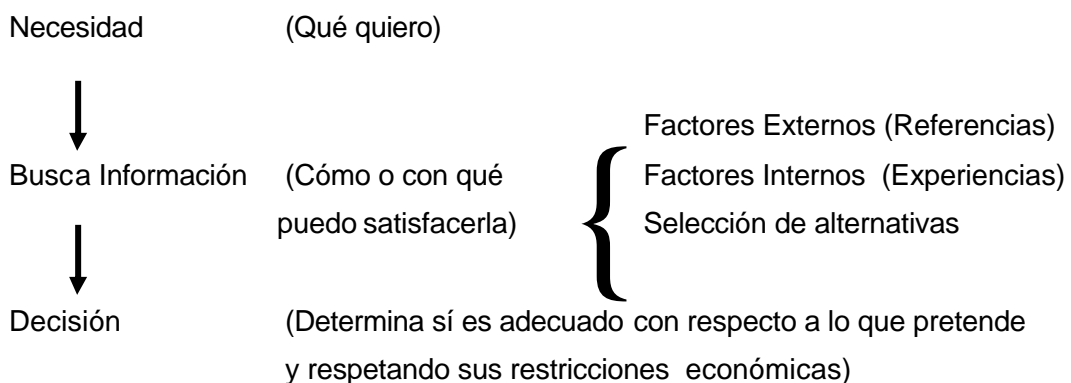 Necesidad (Qué quiero)
Factores Externos (Referencias)
Busca Información (Cómo o con qué Factores Internos (Experiencias)
puedo satisfacerla) Selección de alternativas
Decisión (Determina sí es adecuado con respecto a lo que pretende
y respetando sus restricciones económicas)